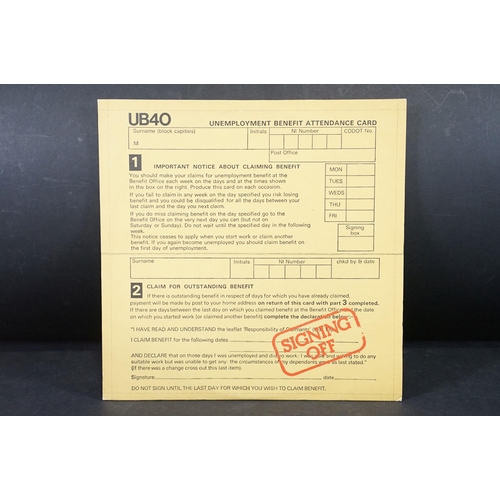 UB40 UNEMPLOYMENT BENEFIT ATTENDANCE CARD
Surname (block capitals) Initials NI Number CODOT No.
M
Post Office
1 IMPORTANT NOTICE ABOUT CLAIMING BENEFIT
You should make your claims for unemployment benefit at the
Benefit Office each week on the days and at the times shown
in the box on the right. Produce this card on each occasion.
If you fail to claim in any week on the day specified you risk losing
benefit and you could be disqualified for all the days between your
last claim and the day you next claim.
If you do miss claiming benefit on the day specified go to the
Benefit Office on the very next day you can (but not on
Saturday or Sunday). Do not wait until the specified day in the following
week.
This notice ceases to apply when you start work or claim another
benefit. If you again become unemployed you should claim benefit on
the first day of unemployment.
MON
TUES
WEDS
THU
FRI
Signing
box
Surname Initials NI Number chkd by & date
2 CLAIM FOR OUTSTANDING BENEFIT
If there is outstanding benefit in respect of days for which you have already claimed,
payment will be made by post to your home address on return of this card with part 3 completed.
If there are days between the last day on which you claimed benefit at the Benefit Office and the date
on which you started work (or claimed another benefit) complete the declaration below
"I HAVE READ AND UNDERSTAND the leaflet 'Responsibility of Claimants'
I CLAIM BENEFIT for the following dates
SIGNING
OFF
AND DECLARE that on those days I was unemployed and did no work: I was able and willing to do any
suitable work but was unable to get any: the circumstances of my dependants were as last stated."
(If there was a change cross out this last item).
Signature date
DO NOT SIGN UNTIL THE LAST DAY FOR WHICH YOU WISH TO CLAIM BENEFIT.